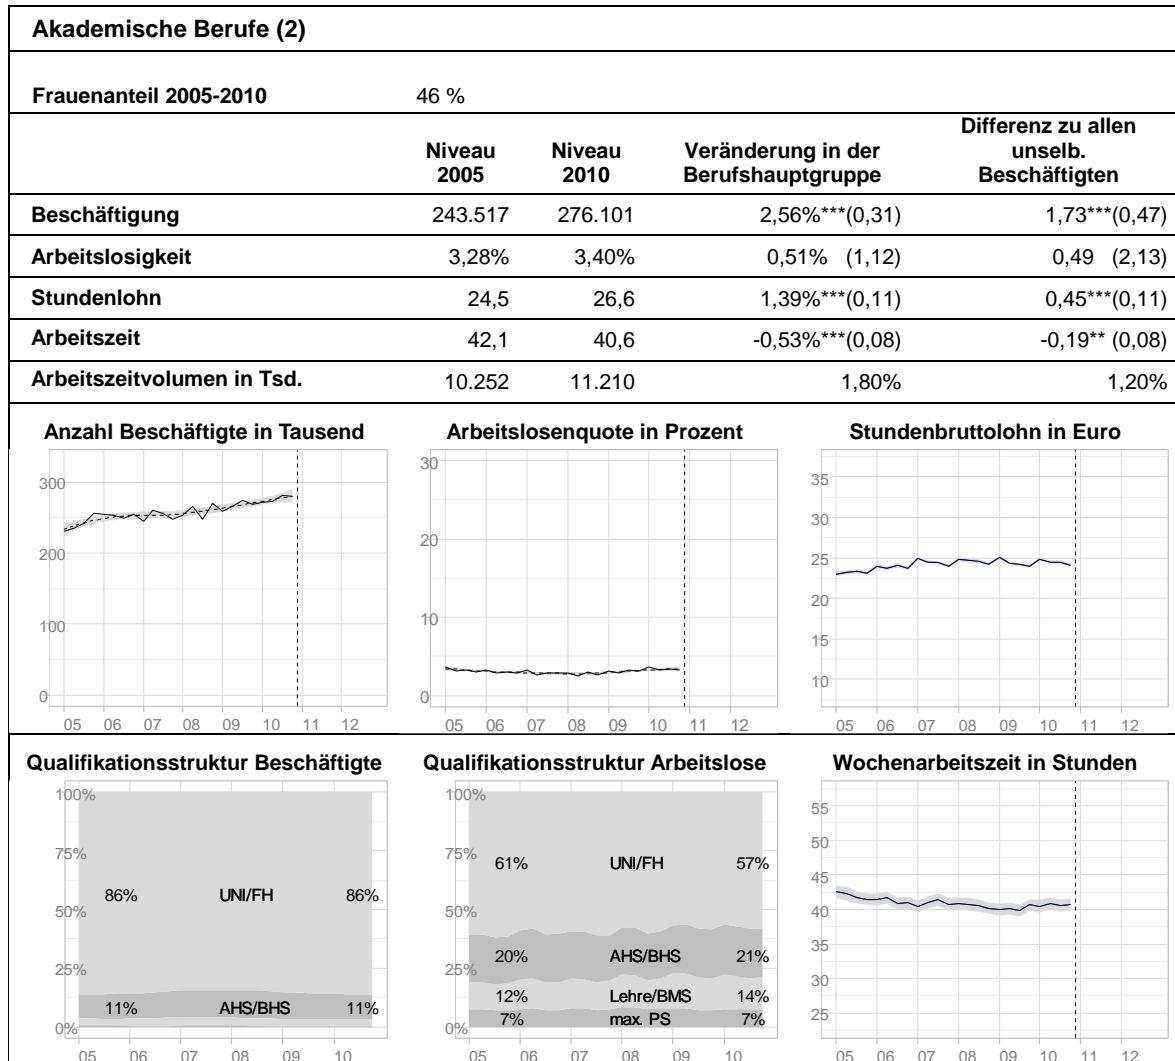 Akademische Berufe (2)
Frauenanteil 2005-2010 46 %
Niveau 2005 Niveau 2010 Veränderung in der Berufshauptgruppe Differenz zu allen unselb. Beschäftigten
Beschäftigung 243.517 276.101 2,56%***(0,31) 1,73***(0,47)
Arbeitslosigkeit 3,28% 3,40% 0,51% (1,12) 0,49 (2,13)
Stundenlohn 24,5 26,6 1,39%***(0,11) 0,45***(0,11)
Arbeitszeit 42,1 40,6 -0,53%***(0,08) -0,19** (0,08)
Arbeitszeitvolumen in Tsd. 10.252 11.210 1,80% 1,20%
Anzahl Beschäftigte in Tausend
300
200
100
0
05 06 07 08 09 10 11 12
Arbeitslosenquote in Prozent
30
20
10
0
05 06 07 08 09 10 11 12
Stundenbruttolohn in Euro
35
30
25
20
15
10
05 06 07 08 09 10 11 12
Qualifikationsstruktur Beschäftigte
100%
75%
86% UNI/FH 86%
50%
25%
11% AHS/BHS 11%
0%
05 06 07 08 09 10
Qualifikationsstruktur Arbeitslose
100%
75%
61% UNI/FH 57%
50%
20% AHS/BHS 21%
25%
12% Lehre/BMS 14%
7% max. PS 7%
0%
05 06 07 08 09 10
Wochenarbeitszeit in Stunden
55
50
45
40
35
30
25
05 06 07 08 09 10 11 12